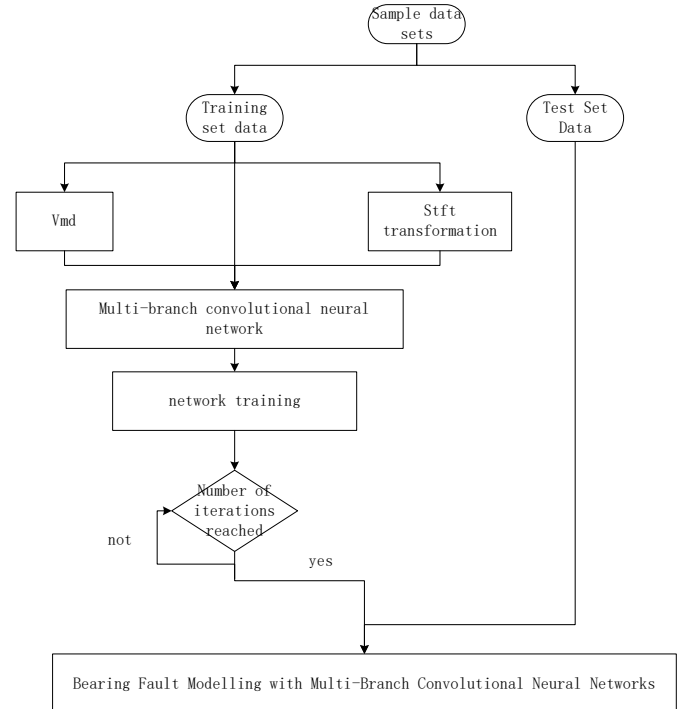 Sample data
sets
Training
set data
Test Set
Data
Vmd
Stft
transformation
Multi-branch convolutional neural
network
network training
Number of
iterations
reached
not
yes
Bearing Fault Modelling with Multi-Branch Convolutional Neural Networks